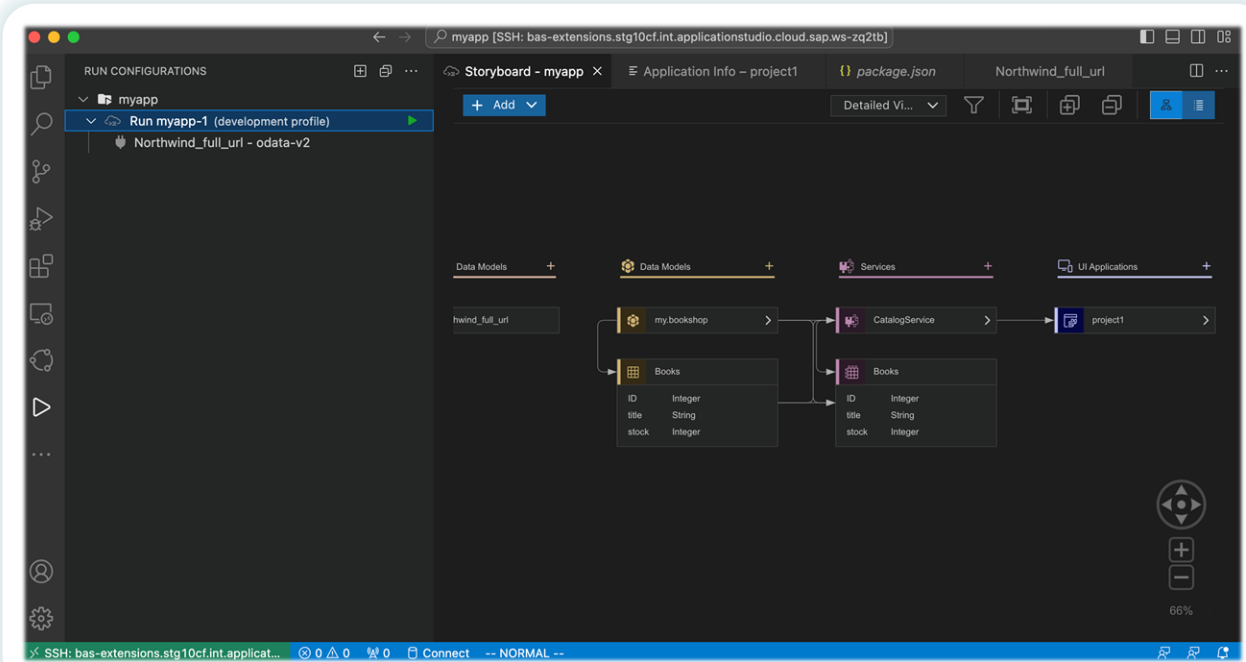 myapp [SSH: bas-extensions.stg10cf.int.applicationstudio.cloud.sap.ws-zq2tb]
RUN CONFIGURATIONS
myapp
Run myapp-1 (development profile)
Northwind_full_url - odata-v2
Storyboard - myapp
Application Info – project1
{} package.json
Northwind_full_url
+ Add
Detailed Vi...
Data Models +
Data Models +
Services +
UI Applications +
hwind_full_url
my.bookshop
CatalogService
project1
Books
ID Integer
title String
stock Integer
Books
ID Integer
title String
stock Integer
66%
SSH: bas-extensions.stg10cf.int.applicat... 0 0 0 Connect -- NORMAL --